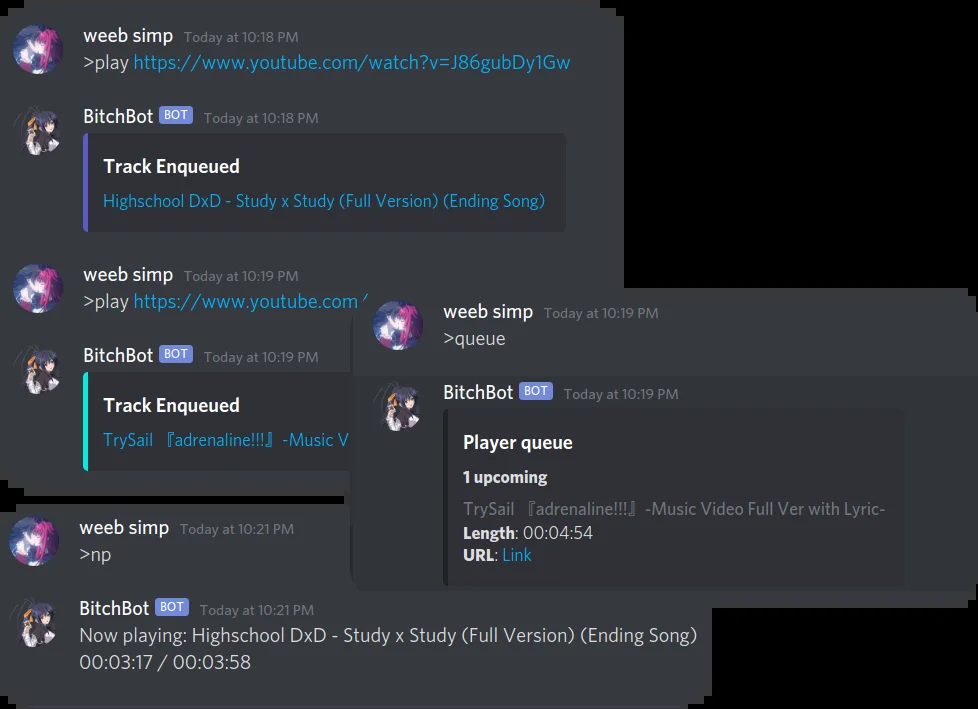 weeb simp Today at 10:18 PM
>play https://www.youtube.com/watch?v=J86gubDy1Gw
BitchBot BOT Today at 10:18 PM
Track Enqueued
Highschool DxD - Study x Study (Full Version) (Ending Song)
weeb simp Today at 10:19 PM
>play https://www.youtube.com/
BitchBot BOT Today at 10:19 PM
Track Enqueued
TrySail 『adrenaline!!!』 -Music V
weeb simp Today at 10:19 PM
>queue
BitchBot BOT Today at 10:19 PM
Player queue
1 upcoming
TrySail 『adrenaline!!!』 -Music Video Full Ver with Lyric-
Length: 00:04:54
URL: Link
weeb simp Today at 10:21 PM
>np
BitchBot BOT Today at 10:21 PM
Now playing: Highschool DxD - Study x Study (Full Version) (Ending Song)
00:03:17 / 00:03:58